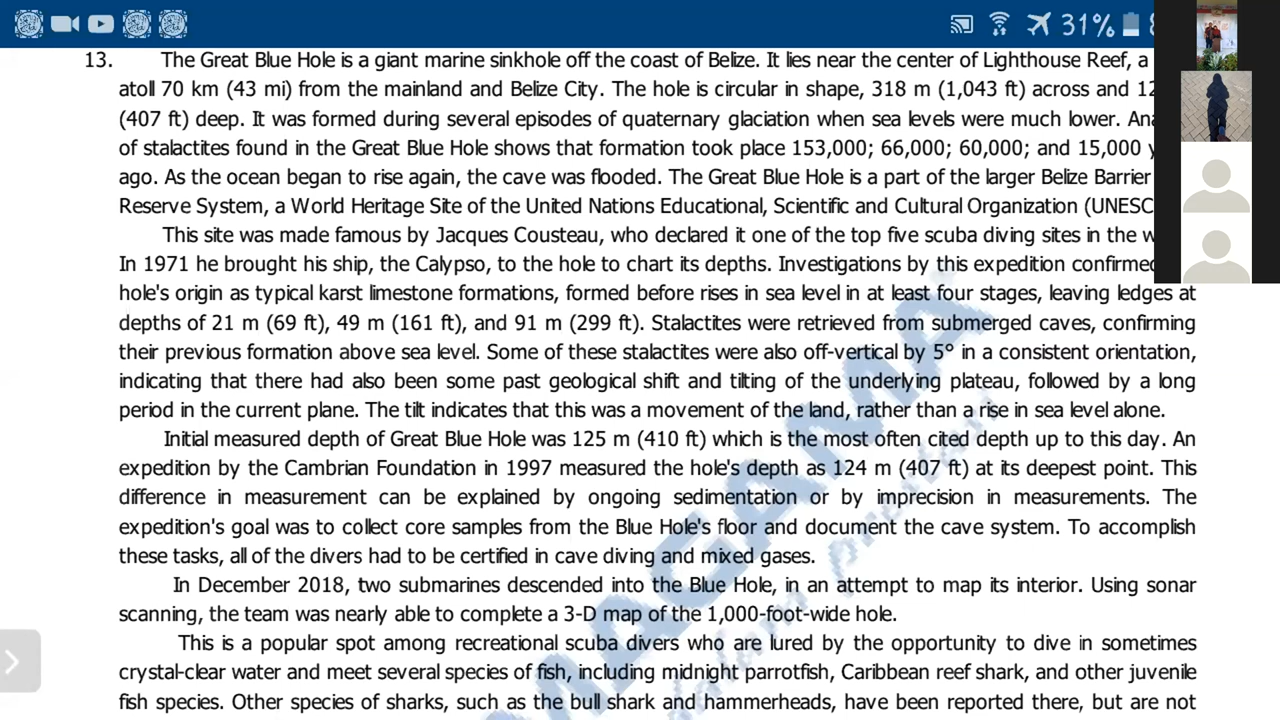 31%
13. The Great Blue Hole is a giant marine sinkhole off the coast of Belize. It lies near the center of Lighthouse Reef, a
atoll 70 km (43 mi) from the mainland and Belize City. The hole is circular in shape, 318 m (1,043 ft) across and
(407 ft) deep. It was formed during several episodes of quaternary glaciation when sea levels were much lower.
of stalactites found in the Great Blue Hole shows that formation took place 153,000; 66,000; 60,000; and 15,000
ago. As the ocean began to rise again, the cave was flooded. The Great Blue Hole is a part of the larger Belize Barrier
Reserve System, a World Heritage Site of the United Nations Educational, Scientific and Cultural Organization (UNESC
This site was made famous by Jacques Cousteau, who declared it one of the top five scuba diving sites in the
In 1971 he brought his ship, the Calypso, to the hole to chart its depths. Investigations by this expedition confirmed
hole's origin as typical karst limestone formations, formed before rises in sea level in at least four stages, leaving ledges at
depths of 21 m (69 ft), 49 m (161 ft), and 91 m (299 ft). Stalactites were retrieved from submerged caves, confirming
their previous formation above sea level. Some of these stalactites were also off-vertical by 5° in a consistent orientation,
indicating that there had also been some past geological shift and tilting of the underlying plateau, followed by a long
period in the current plane. The tilt indicates that this was a movement of the land, rather than a rise in sea level alone.
Initial measured depth of Great Blue Hole was 125 m (410 ft) which is the most often cited depth up to this day. An
expedition by the Cambrian Foundation in 1997 measured the hole's depth as 124 m (407 ft) at its deepest point. This
difference in measurement can be explained by ongoing sedimentation or by imprecision in measurements. The
expedition's goal was to collect core samples from the Blue Hole's floor and document the cave system. To accomplish
these tasks, all of the divers had to be certified in cave diving and mixed gases.
In December 2018, two submarines descended into the Blue Hole, in an attempt to map its interior. Using sonar
scanning, the team was nearly able to complete a 3-D map of the 1,000-foot-wide hole.
This is a popular spot among recreational scuba divers who are lured by the opportunity to dive in sometimes
crystal-clear water and meet several species of fish, including midnight parrotfish, Caribbean reef shark, and other juvenile
fish species. Other species of sharks, such as the bull shark and hammerheads, have been reported there, but are not